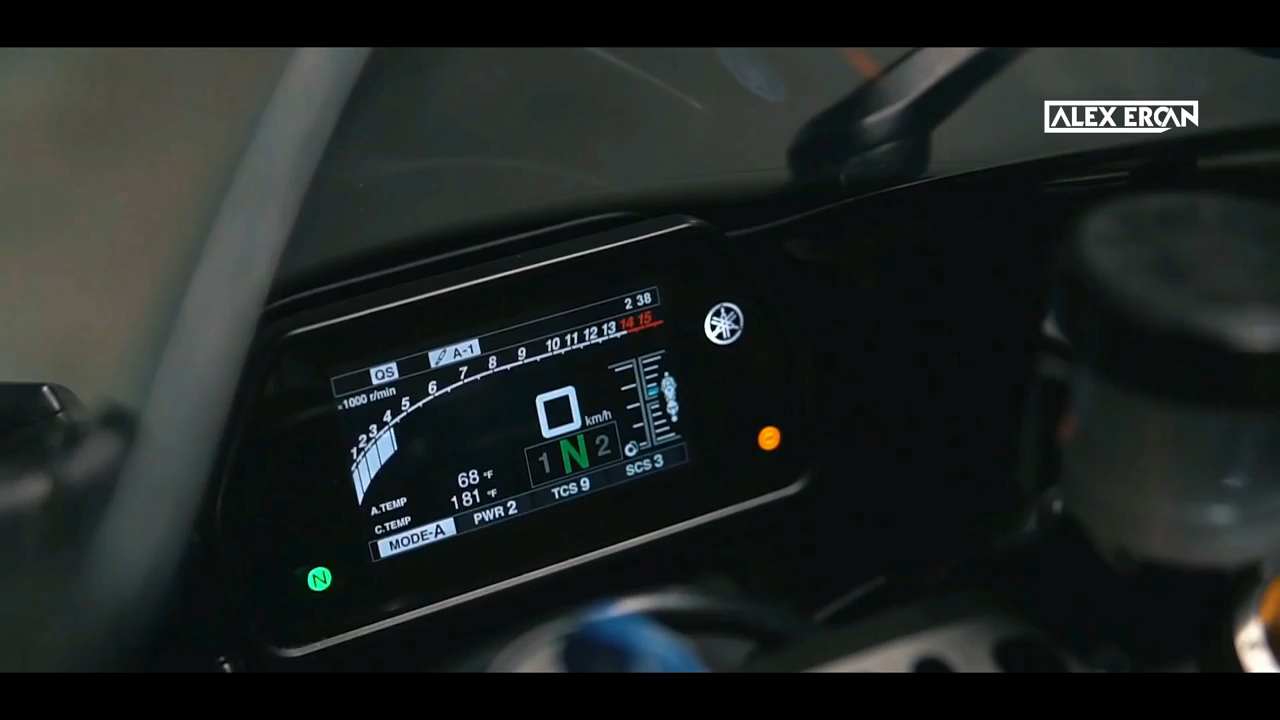 ALEX ERCAN
2 38
QS A-1
×1000 r/min
1 2 3 4 5 6 7 8 9 10 11 12 13 14 15
0 km/h
1 N 2
A.TEMP 68 °F
C.TEMP 181 °F
MODE-A PWR 2 TCS 9 SCS 3
N